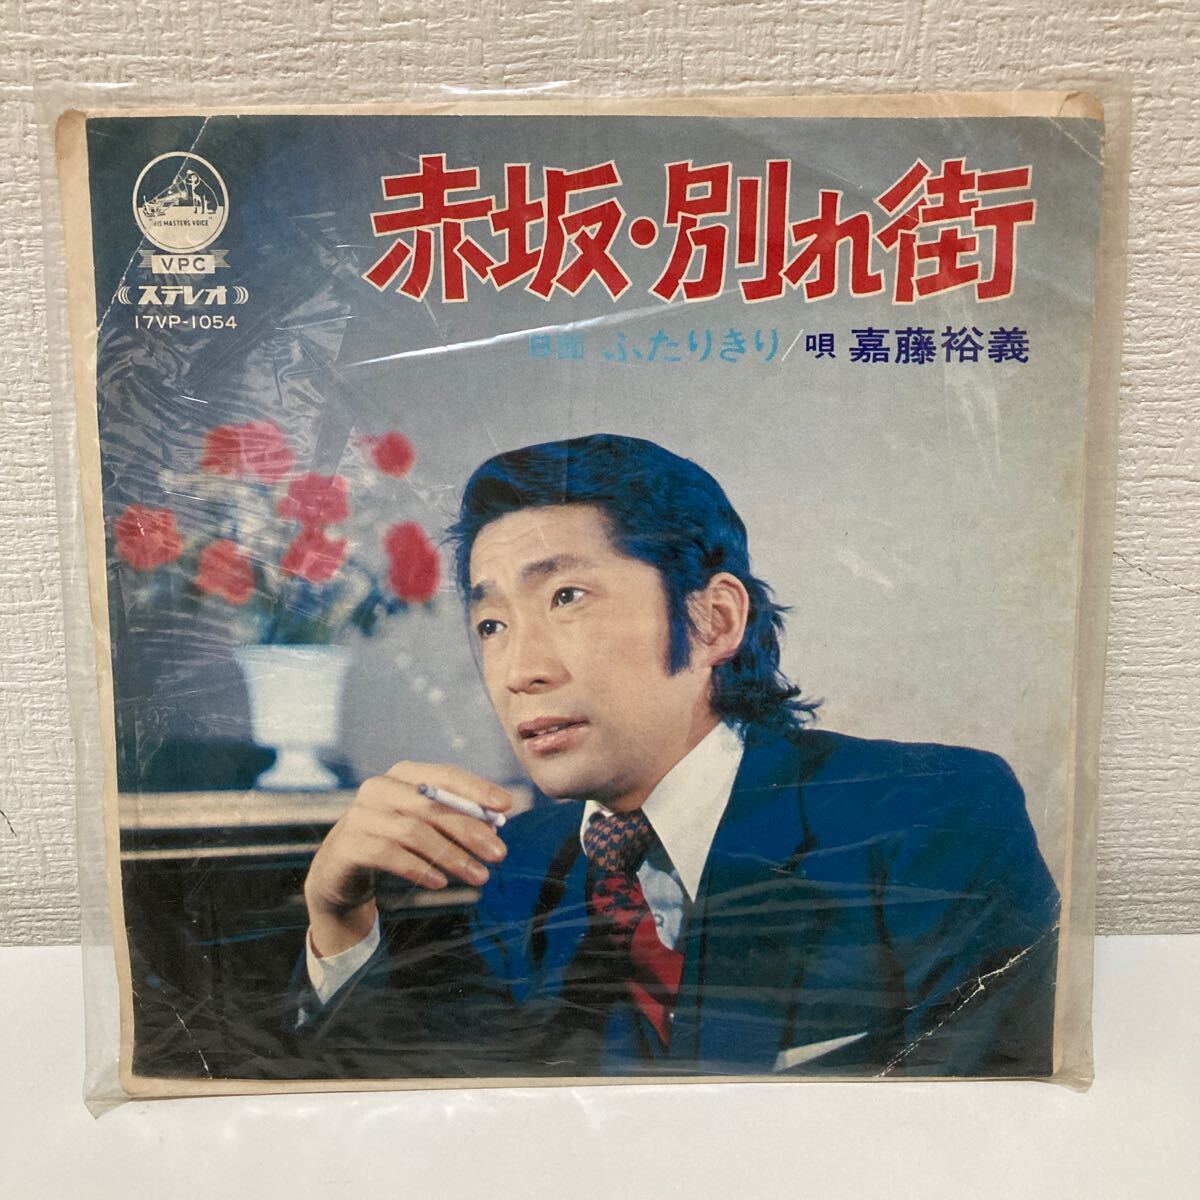 "HIS MASTER'S VOICE"
VPC
ステレオ
17VP-1054
赤坂・別れ街
B面 ふたりきり/唄 嘉藤裕義